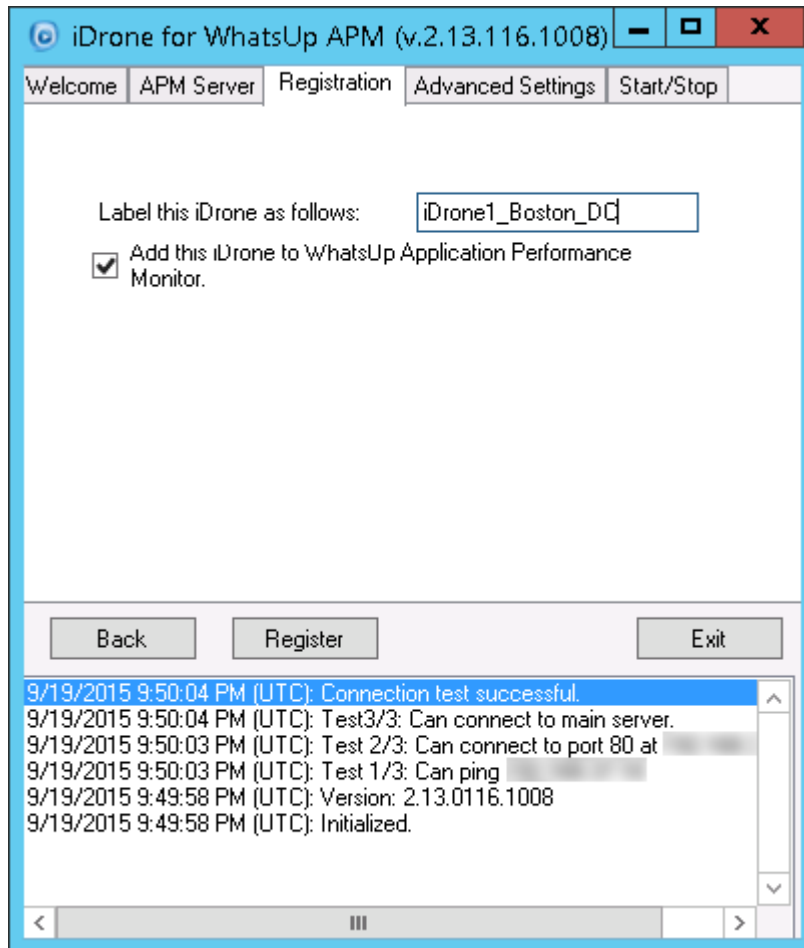 iDrone for WhatsUp APM (v.2.13.116.1008)
Welcome APM Server Registration Advanced Settings Start/Stop
Label this iDrone as follows: iDrone1_Boston_DC
Add this iDrone to WhatsUp Application Performance
Monitor.
Back Register Exit
9/19/2015 9:50:04 PM (UTC): Connection test successful.
9/19/2015 9:50:04 PM (UTC): Test3/3: Can connect to main server.
9/19/2015 9:50:03 PM (UTC): Test 2/3: Can connect to port 80 at
9/19/2015 9:50:03 PM (UTC): Test 1/3: Can ping
9/19/2015 9:49:58 PM (UTC): Version: 2.13.0116.1008
9/19/2015 9:49:58 PM (UTC): Initialized.